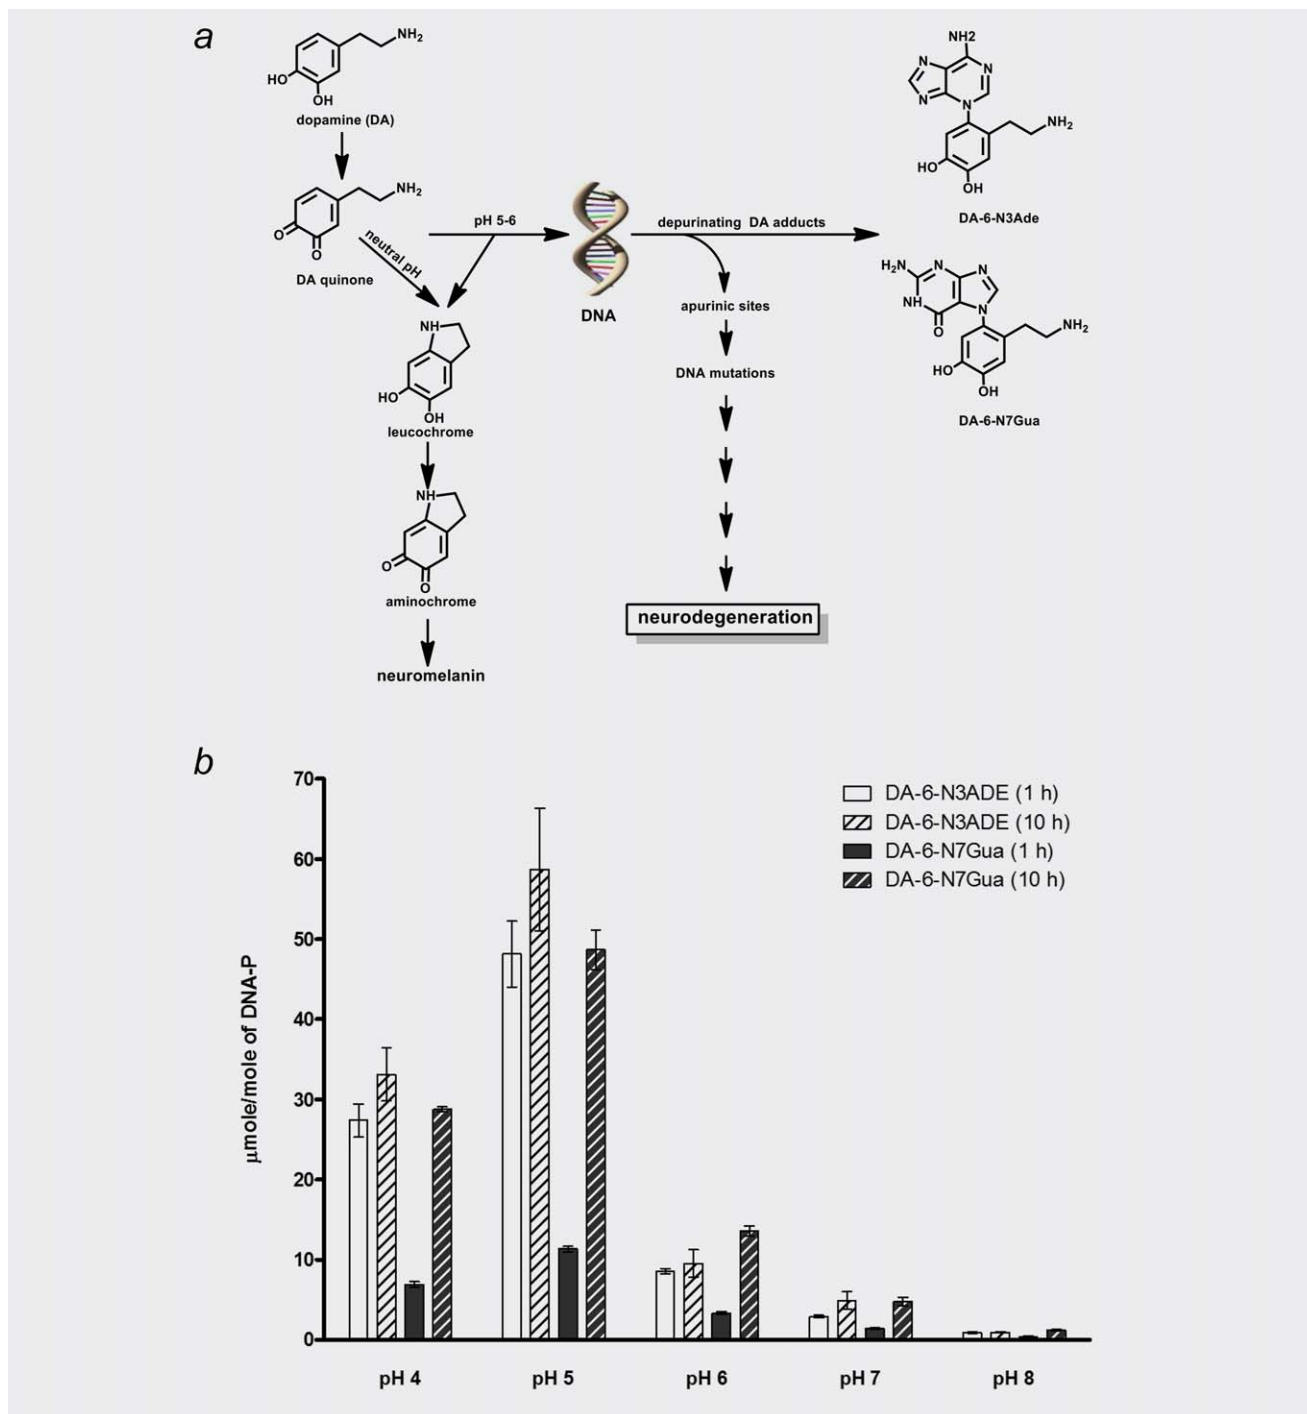 a
NH₂
HO
OH
dopamine (DA)
NH₂
O
O
DA quinone
neutral pH
pH 5-6
DNA
depurinating DA adducts
apurinic sites
DNA mutations
neurodegeneration
NH
HO
OH
leucochrome
NH
O
O
aminochrome
neuromelanin
NH2
N
N
N
N
NH₂
HO
OH
DA-6-N3Ade
H₂N
N
N
NH
N
O
NH₂
HO
OH
DA-6-N7Gua
b
70
60
50
40
30
20
10
0
μmole/mole of DNA-P
DA-6-N3ADE (1 h)
DA-6-N3ADE (10 h)
DA-6-N7Gua (1 h)
DA-6-N7Gua (10 h)
pH 4
pH 5
pH 6
pH 7
pH 8